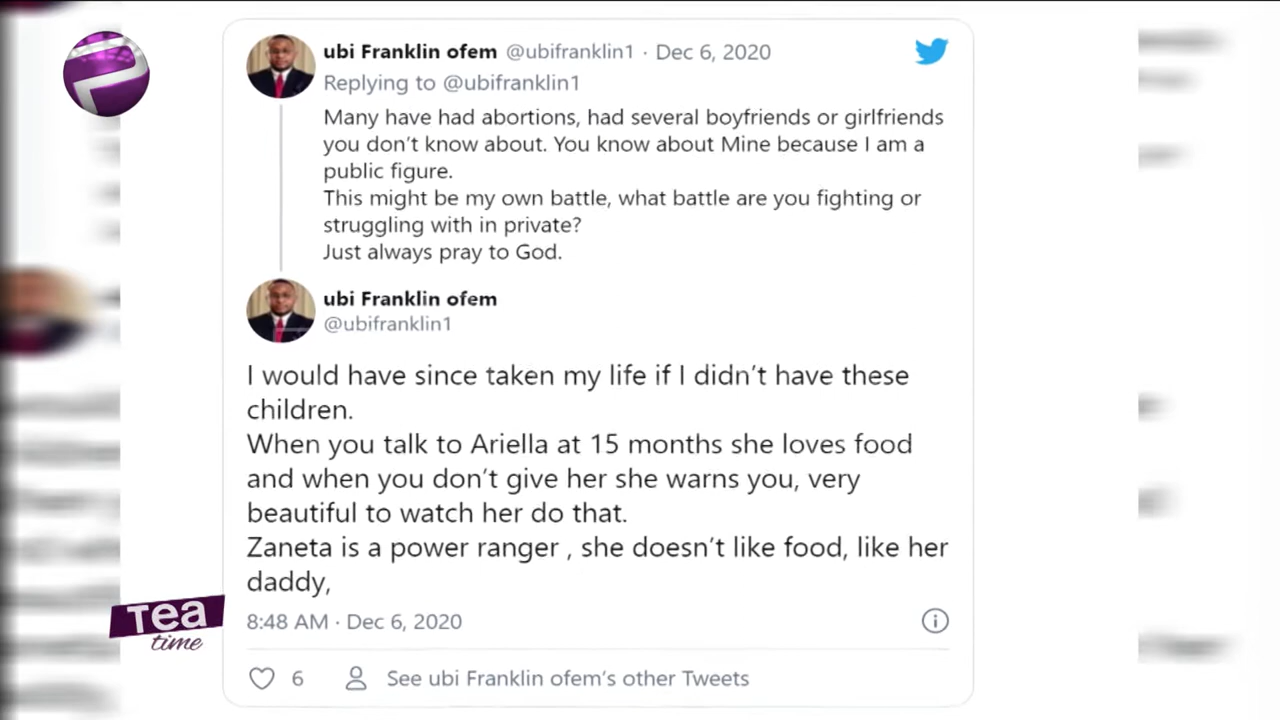 ubi Franklin ofem @ubifranklin1 · Dec 6, 2020
Replying to @ubifranklin1
Many have had abortions, had several boyfriends or girlfriends
you don't know about. You know about Mine because I am a
public figure.
This might be my own battle, what battle are you fighting or
struggling with in private?
Just always pray to God.
ubi Franklin ofem
@ubifranklin1
I would have since taken my life if I didn't have these
children.
When you talk to Ariella at 15 months she loves food
and when you don't give her she warns you, very
beautiful to watch her do that.
Zaneta is a power ranger , she doesn't like food, like her
daddy,
8:48 AM · Dec 6, 2020
6
See ubi Franklin ofem's other Tweets
Tea
time